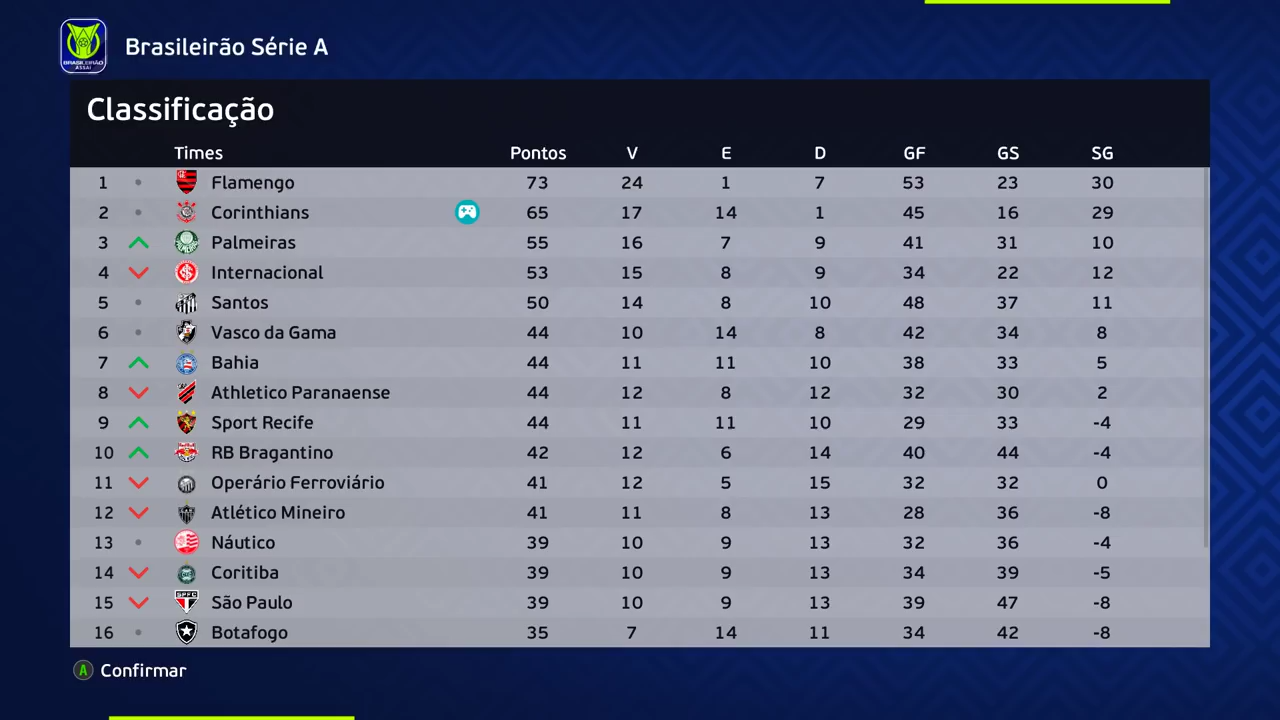 Brasileirão Série A
BRASILEIRÃO
ASSAÍ
Classificação
Times Pontos V E D GF GS SG
1 Flamengo 73 24 1 7 53 23 30
2 Corinthians 65 17 14 1 45 16 29
3 Palmeiras 55 16 7 9 41 31 10
4 Internacional 53 15 8 9 34 22 12
5 Santos 50 14 8 10 48 37 11
6 Vasco da Gama 44 10 14 8 42 34 8
7 Bahia 44 11 11 10 38 33 5
8 Athletico Paranaense 44 12 8 12 32 30 2
9 Sport Recife 44 11 11 10 29 33 -4
10 RB Bragantino 42 12 6 14 40 44 -4
11 Operário Ferroviário 41 12 5 15 32 32 0
12 Atlético Mineiro 41 11 8 13 28 36 -8
13 Náutico 39 10 9 13 32 36 -4
14 Coritiba 39 10 9 13 34 39 -5
15 São Paulo 39 10 9 13 39 47 -8
16 Botafogo 35 7 14 11 34 42 -8
A Confirmar